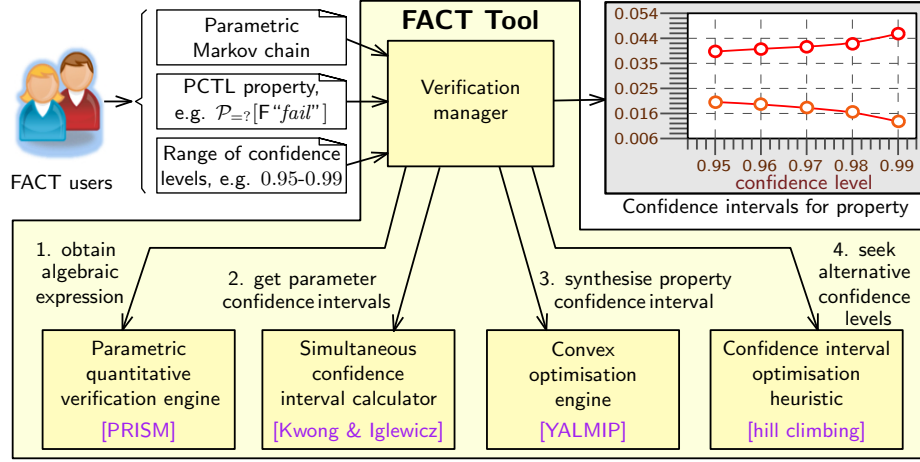 FACT Tool
Parametric
Markov chain
PCTL property,
e.g. 𝒫=?[F“fail”]
Range of confidence
levels, e.g. 0.95-0.99
FACT users
Verification
manager
0.054
0.044
0.035
0.025
0.016
0.006
0.95 0.96 0.97 0.98 0.99
confidence level
Confidence intervals for property
1. obtain
algebraic
expression
2. get parameter
confidence intervals
3. synthesise property
confidence interval
4. seek
alternative
confidence
levels
Parametric
quantitative
verification engine
[PRISM]
Simultaneous
confidence
interval calculator
[Kwong & Iglewicz]
Convex
optimisation
engine
[YALMIP]
Confidence interval
optimisation
heuristic
[hill climbing]